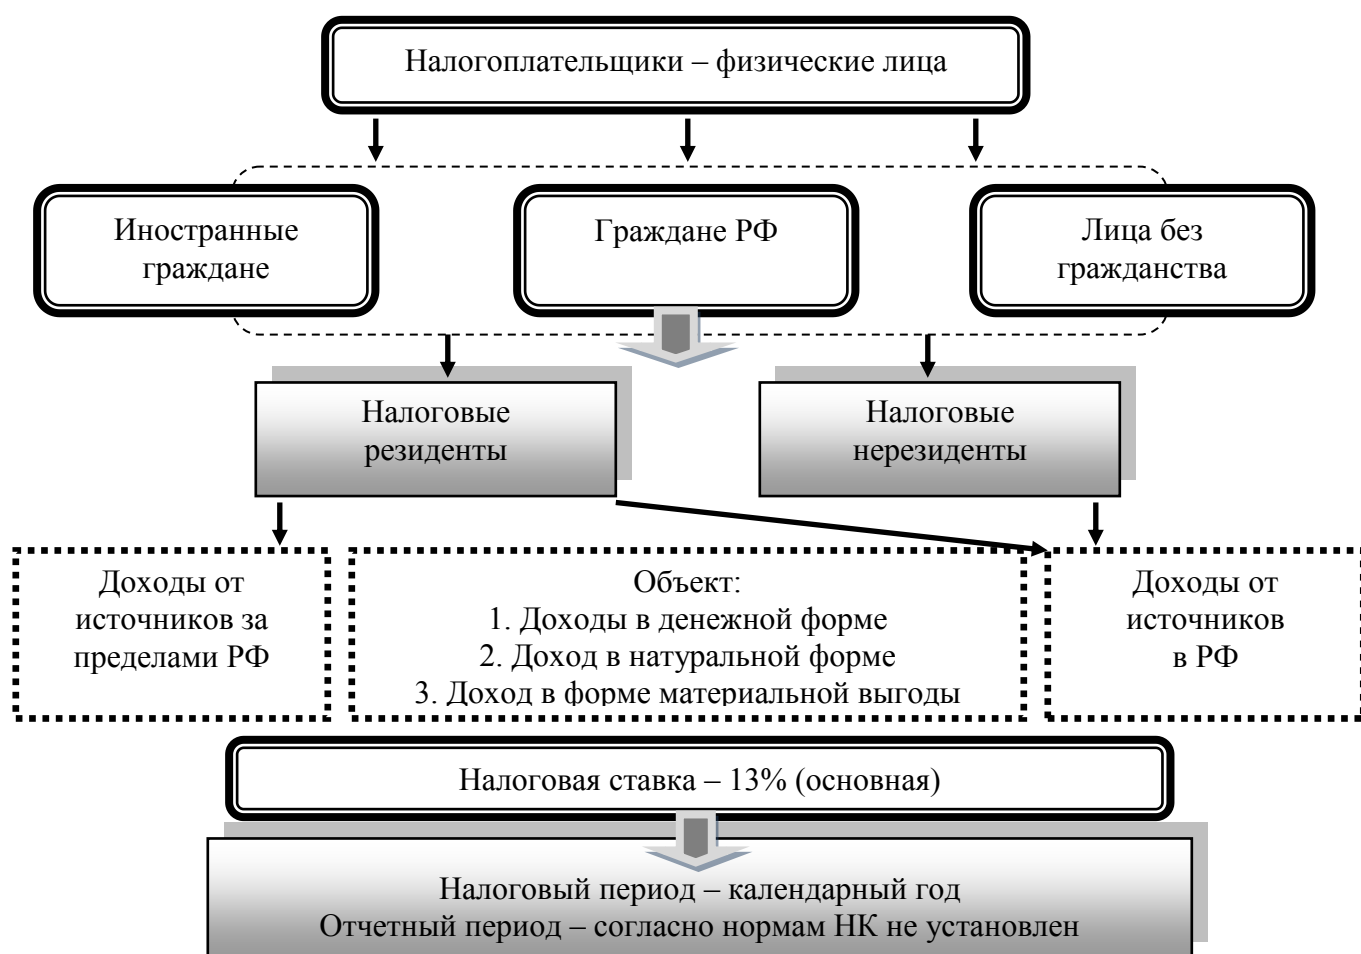 Налогоплательщики – физические лица
Иностранные
граждане
Граждане РФ
Лица без
гражданства
Налоговые
резиденты
Налоговые
нерезиденты
Доходы от
источников за
пределами РФ
Объект:
1. Доходы в денежной форме
2. Доход в натуральной форме
3. Доход в форме материальной выгоды
Доходы от
источников
в РФ
Налоговая ставка – 13% (основная)
Налоговый период – календарный год
Отчетный период – согласно нормам НК не установлен